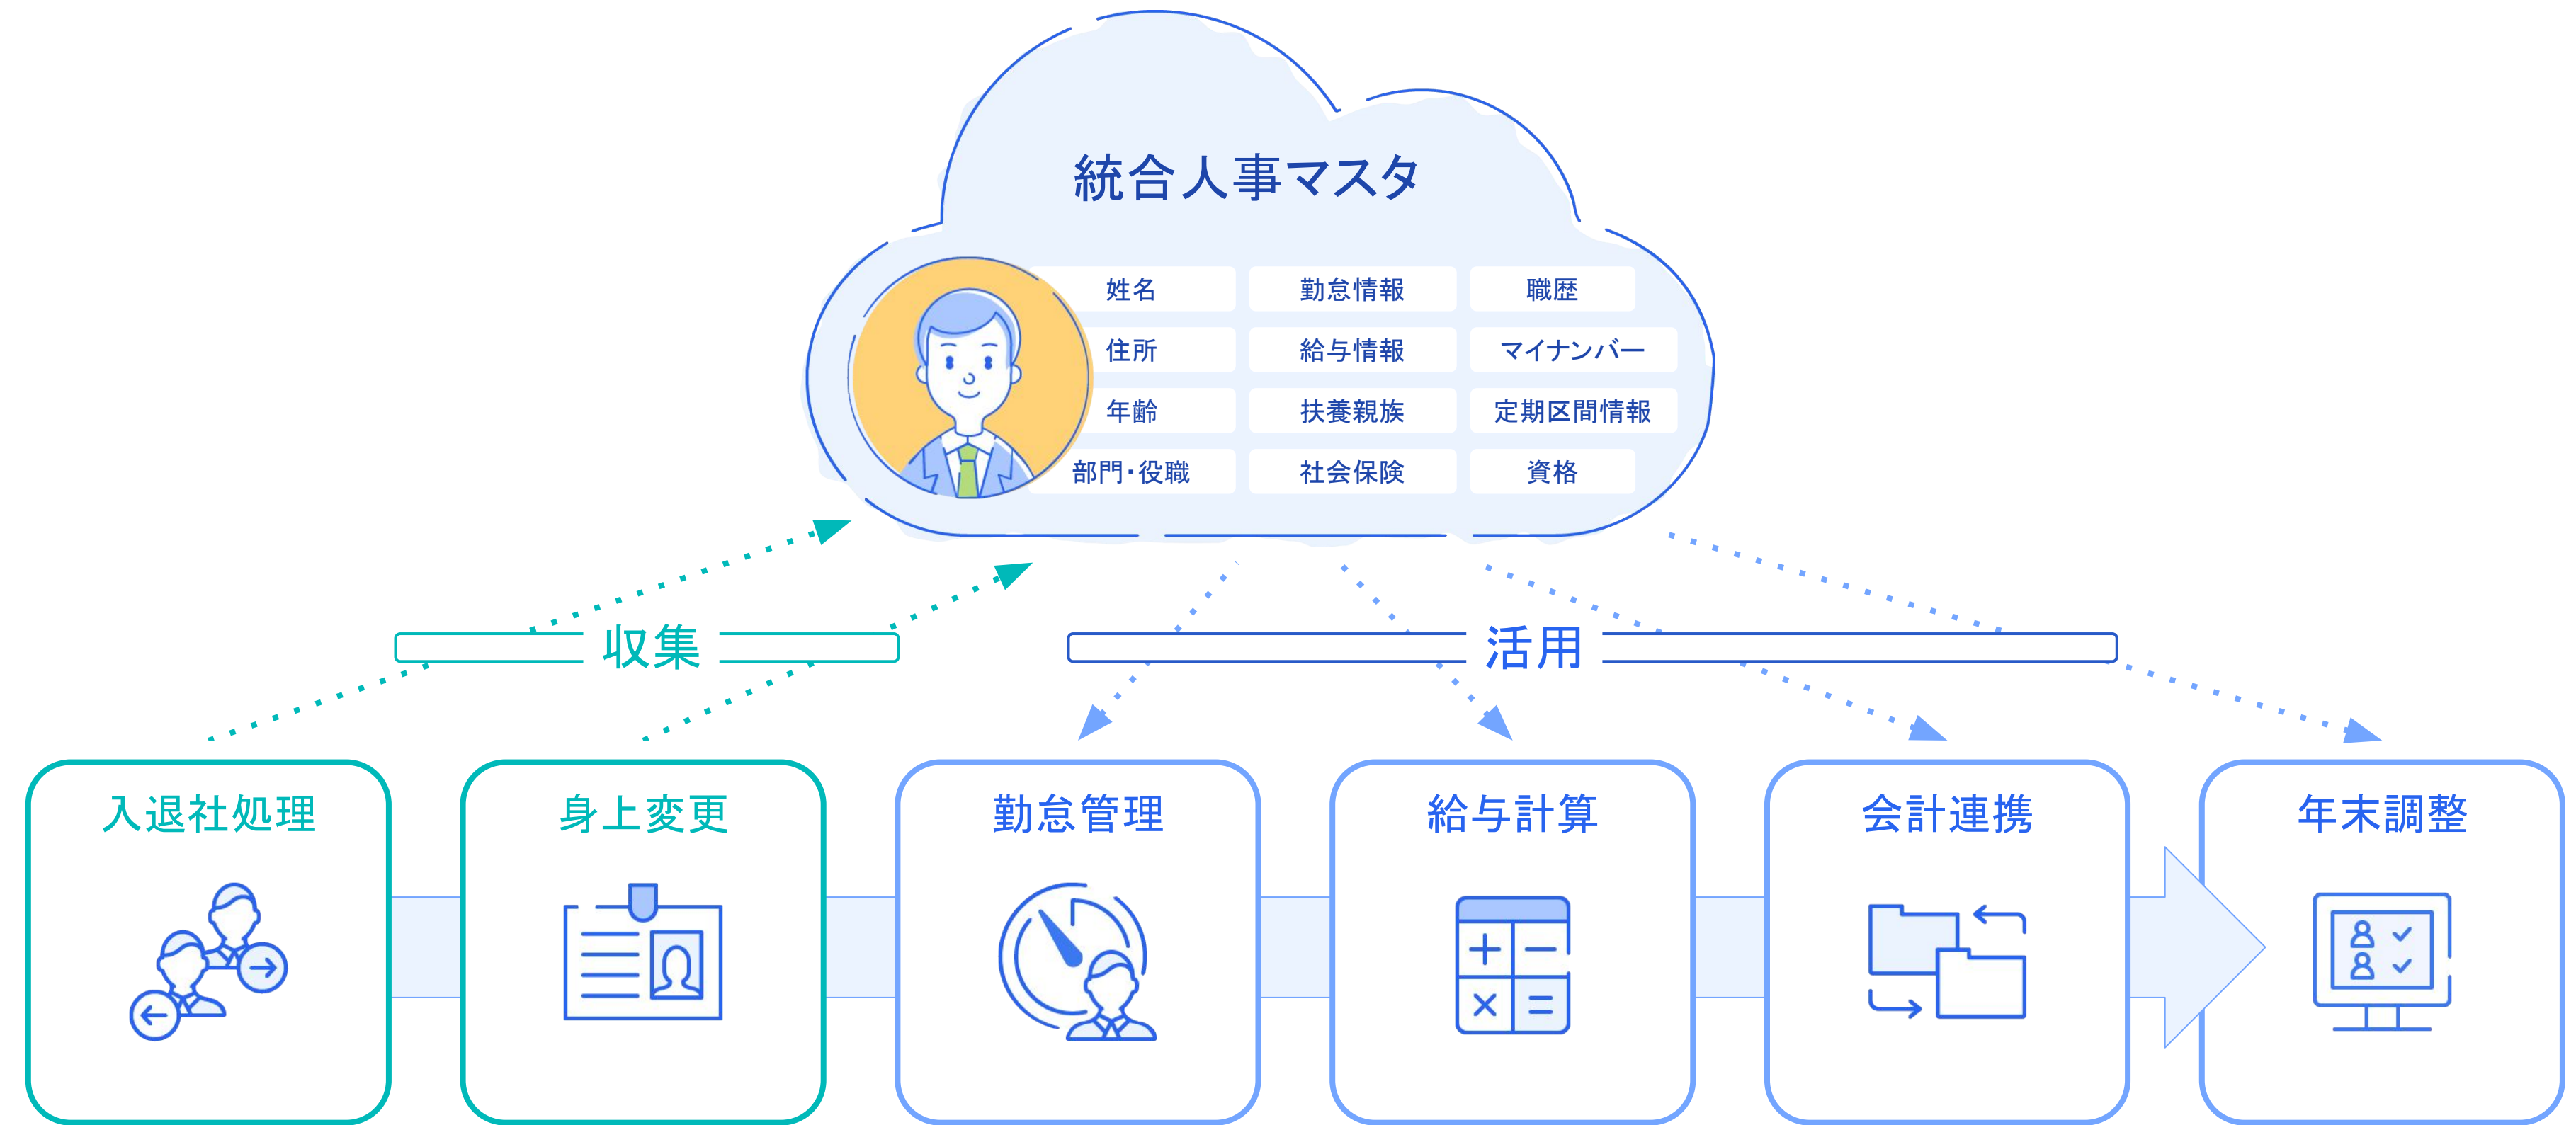 統合人事マスタ
姓名 勤怠情報 職歴
住所 給与情報 マイナンバー
年齢 扶養親族 定期区間情報
部門・役職 社会保険 資格
収集 活用
入退社処理 身上変更 勤怠管理 給与計算 会計連携 年末調整